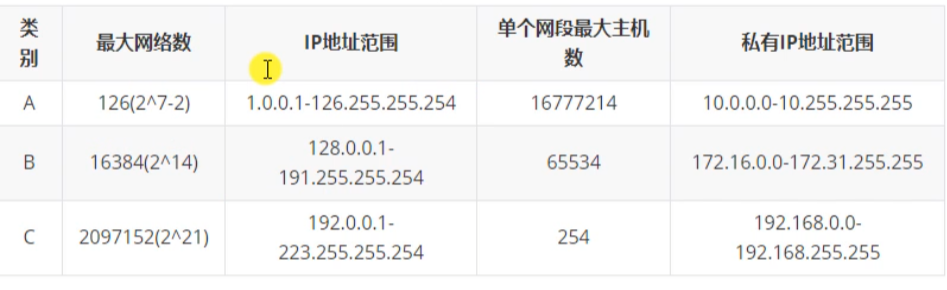 类
别
最大网络数
IP地址范围
单个网段最大主机
数
私有IP地址范围
A
126(2^7-2)
1.0.0.1-126.255.255.254
16777214
10.0.0.0-10.255.255.255
B
16384(2^14)
128.0.0.1-
191.255.255.254
65534
172.16.0.0-172.31.255.255
C
2097152(2^21)
192.0.0.1-
223.255.255.254
254
192.168.0.0-
192.168.255.255